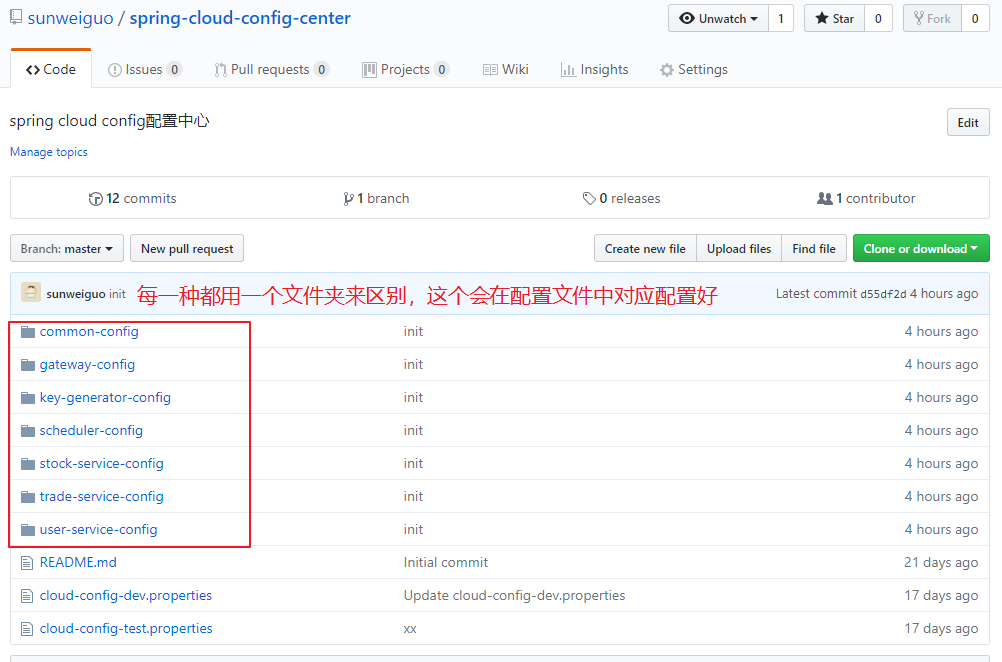 sunweiguo / spring-cloud-config-center Unwatch 1 Star 0 Fork 0
Code Issues 0 Pull requests 0 Projects 0 Wiki Insights Settings
spring cloud config配置中心 Edit
Manage topics
12 commits 1 branch 0 releases 1 contributor
Branch: master New pull request Create new file Upload files Find file Clone or download
sunweiguo init 每一种都用一个文件夹来区别，这个会在配置文件中对应配置好 Latest commit d55df2d 4 hours ago
common-config init 4 hours ago
gateway-config init 4 hours ago
key-generator-config init 4 hours ago
scheduler-config init 4 hours ago
stock-service-config init 4 hours ago
trade-service-config init 4 hours ago
user-service-config init 4 hours ago
README.md Initial commit 21 days ago
cloud-config-dev.properties Update cloud-config-dev.properties 17 days ago
cloud-config-test.properties xx 17 days ago